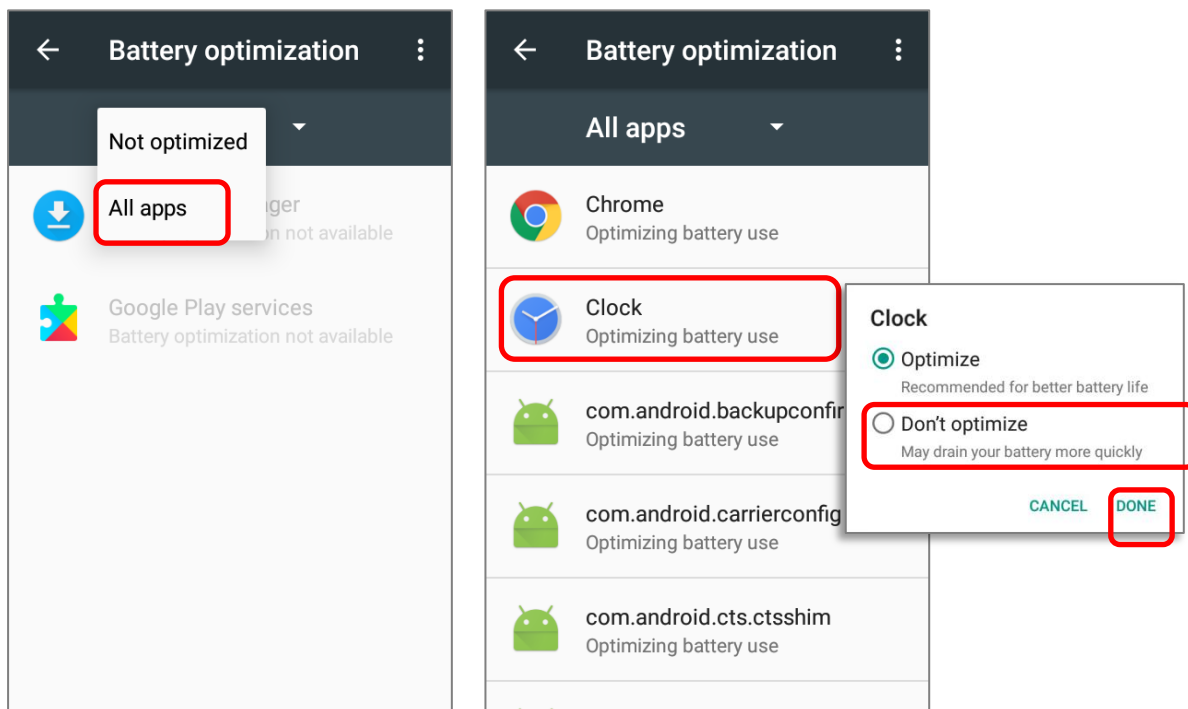 Battery optimization
Not optimized
All apps
ger
on not available
Google Play services
Battery optimization not available
Battery optimization
All apps
Chrome
Optimizing battery use
Clock
Optimizing battery use
com.android.backupconfir
Optimizing battery use
com.android.carrierconfig
Optimizing battery use
com.android.cts.ctsshim
Optimizing battery use
Clock
Optimize
Recommended for better battery life
Don't optimize
May drain your battery more quickly
CANCEL DONE